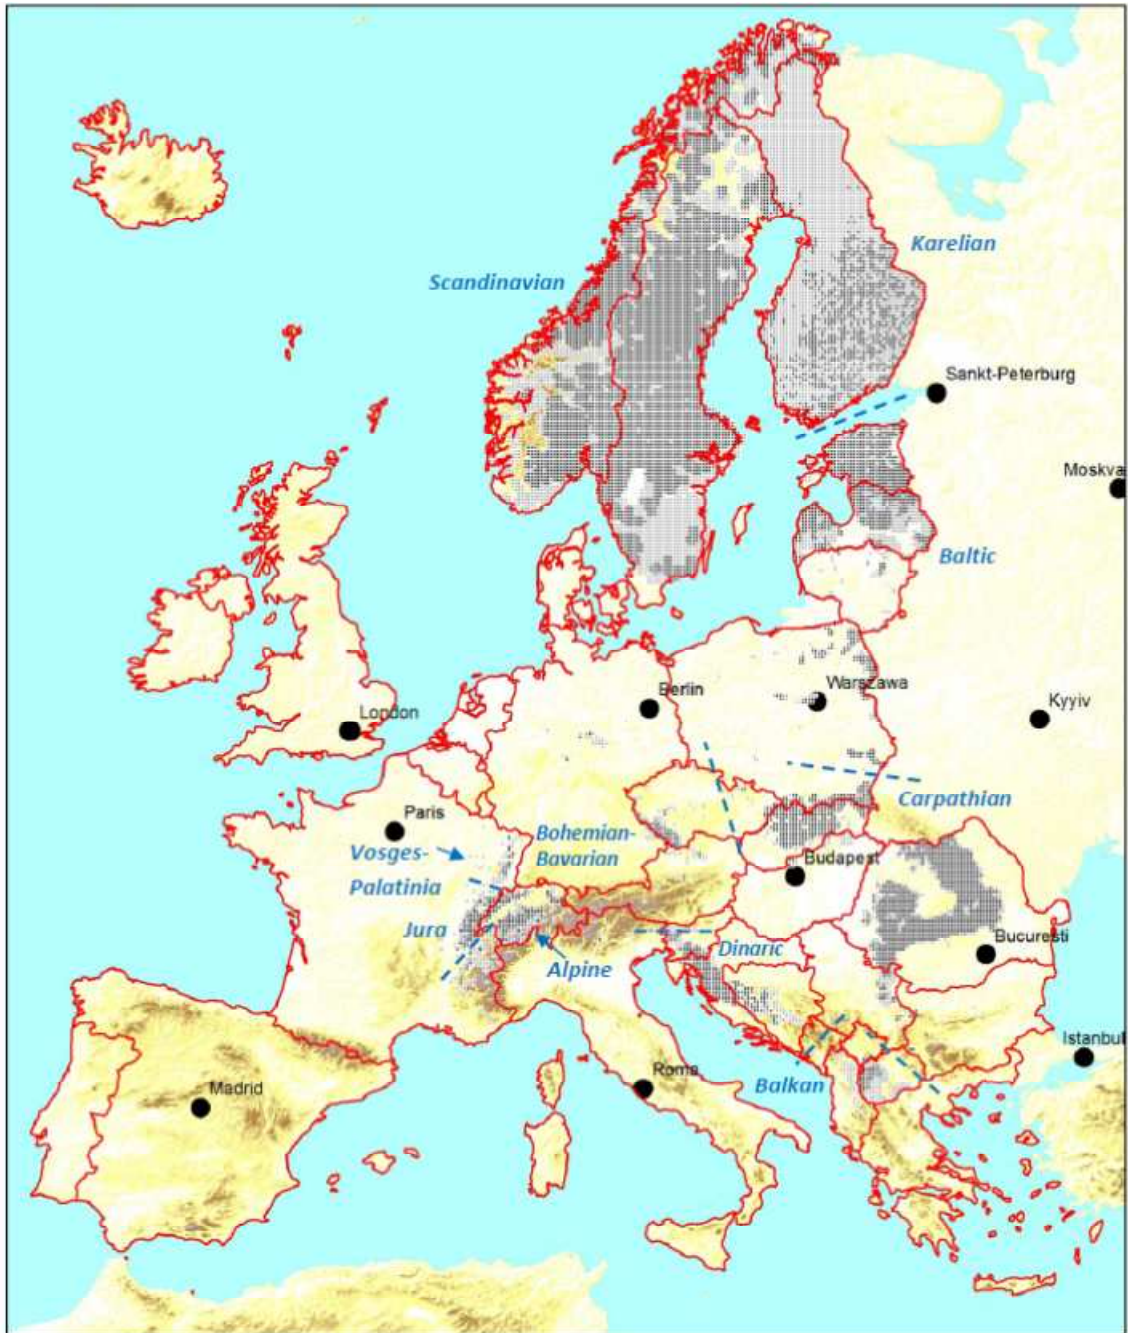 Karelian
Scandinavian
Sankt-Peterburg
Moskva
Baltic
Warszawa
Berlin
Kyyiv
London
Carpathian
Paris
Bohemian-
Bavarian
Vosges-
Palatinia
Budapest
Jura
Bucuresti
Dinaric
Alpine
Istanbul
Roma
Balkan
Madrid